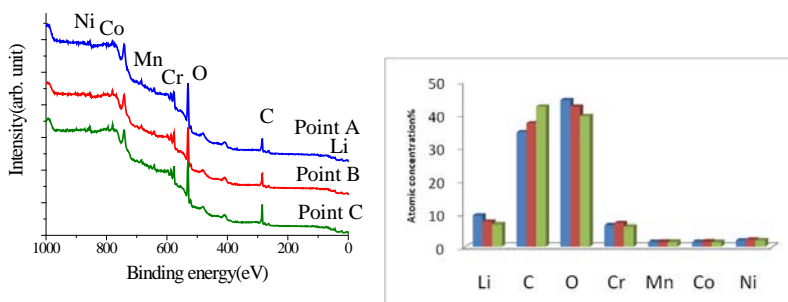 Ni
Co
Mn
Cr
O
C
Point A
Li
Point B
Point C
Intensity(arb. unit)
1000 800 600 400 200 0
Binding energy(eV)
50
40
30
20
10
0
Atomic concentration%
Li C O Cr Mn Co Ni